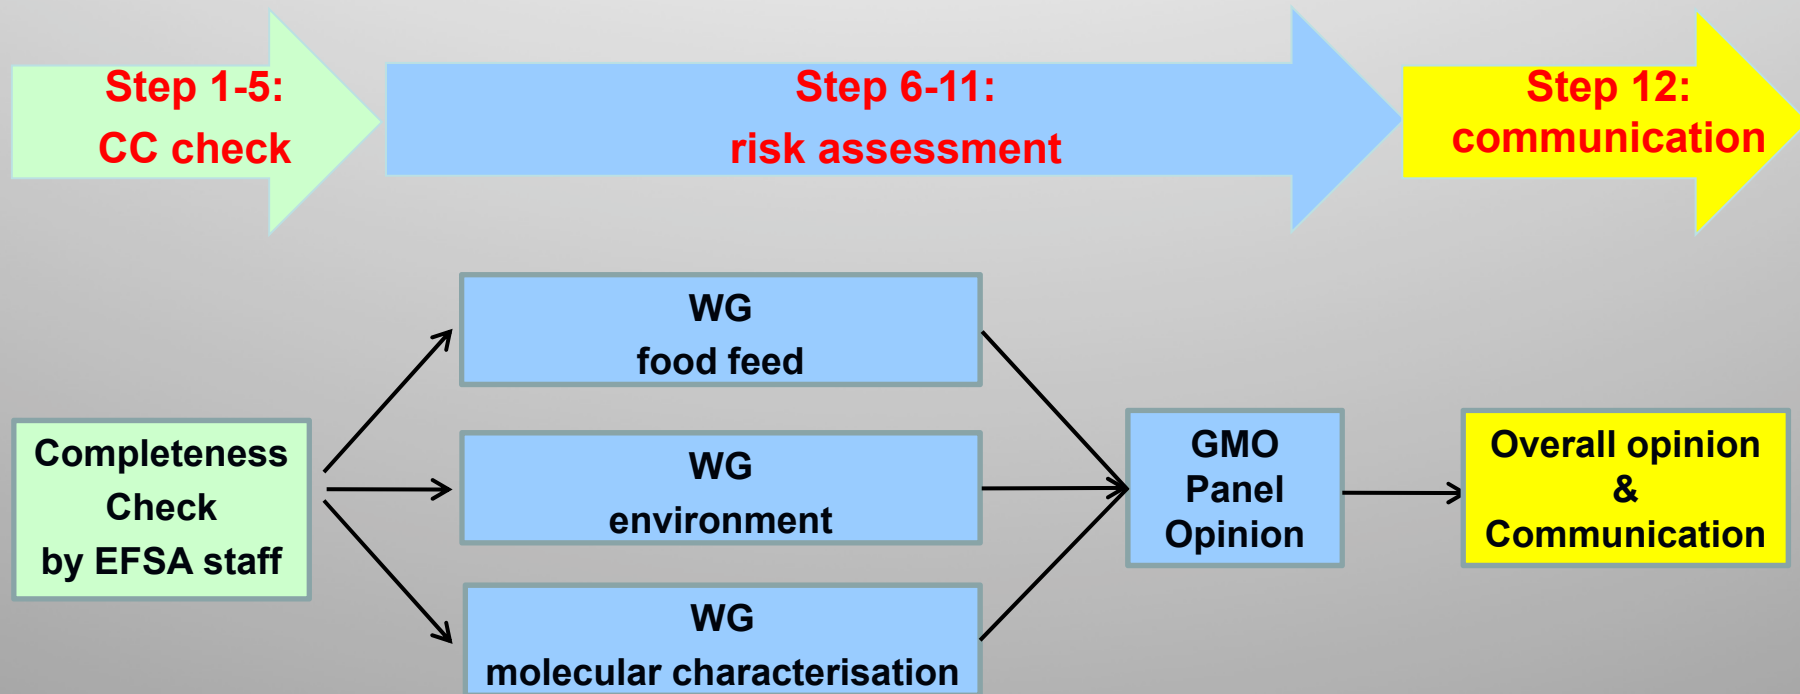 Step 1-5:
CC check
Step 6-11:
risk assessment
Step 12:
communication
WG
food feed
Completeness
Check
by EFSA staff
WG
environment
WG
molecular characterisation
GMO
Panel
Opinion
Overall opinion
&
Communication